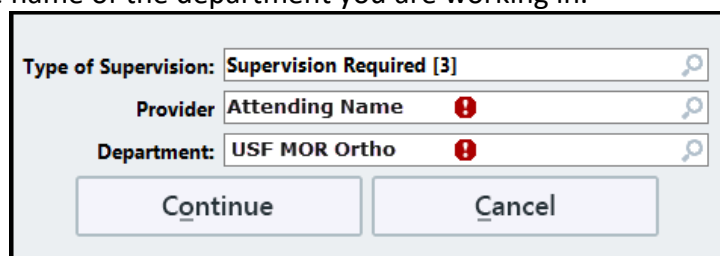 name of the department you are working in.
Type of Supervision: Supervision Required [3]
Provider Attending Name
Department: USF MOR Ortho
Continue Cancel